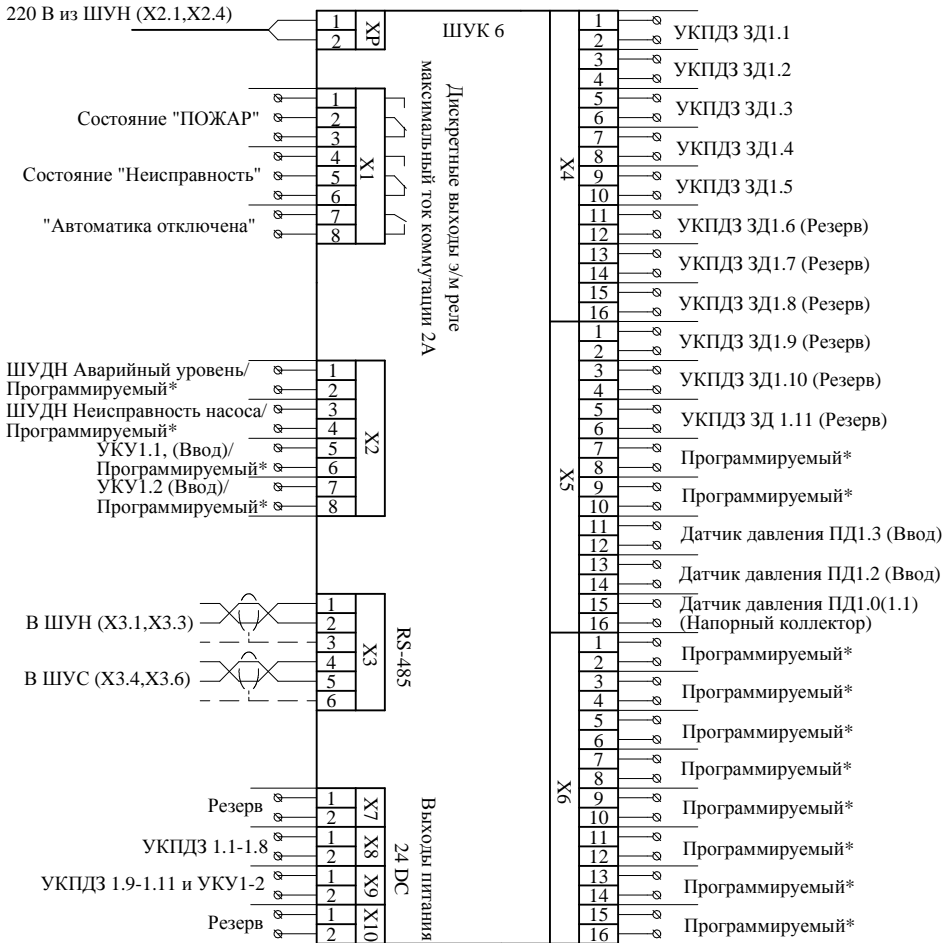 220 В из ШУН (X2.1,X2.4)
1
2
XP
ШУК 6
Дискретные выходы э/м реле
максимальный ток коммутации 2А
Состояние "ПОЖАР"
Состояние "Неисправность"
"Автоматика отключена"
1
2
3
4
5
6
7
8
X1
ШУДН Аварийный уровень/
Программируемый*
ШУДН Неисправность насоса/
Программируемый*
УКУ1.1, (Ввод)/
Программируемый*
УКУ1.2 (Ввод)/
Программируемый*
1
2
3
4
5
6
7
8
X2
В ШУН (X3.1,X3.3)
В ШУС (X3.4,X3.6)
1
2
3
4
5
6
X3
RS-485
Резерв
1
2
X7
УКПДЗ 1.1-1.8
1
2
X8
УКПДЗ 1.9-1.11 и УКУ1-2
1
2
X9
Резерв
1
2
X10
Выходы питания
24 DC
X4
1
2
УКПДЗ ЗД1.1
3
4
УКПДЗ ЗД1.2
5
6
УКПДЗ ЗД1.3
7
8
УКПДЗ ЗД1.4
9
10
УКПДЗ ЗД1.5
11
12
УКПДЗ ЗД1.6 (Резерв)
13
14
УКПДЗ ЗД1.7 (Резерв)
15
16
УКПДЗ ЗД1.8 (Резерв)
X5
1
2
УКПДЗ ЗД1.9 (Резерв)
3
4
УКПДЗ ЗД1.10 (Резерв)
5
6
УКПДЗ ЗД 1.11 (Резерв)
7
8
Программируемый*
9
10
Программируемый*
11
12
Датчик давления ПД1.3 (Ввод)
13
14
Датчик давления ПД1.2 (Ввод)
15
16
Датчик давления ПД1.0(1.1)
(Напорный коллектор)
X6
1
2
Программируемый*
3
4
Программируемый*
5
6
Программируемый*
7
8
Программируемый*
9
10
Программируемый*
11
12
Программируемый*
13
14
Программируемый*
15
16
Программируемый*